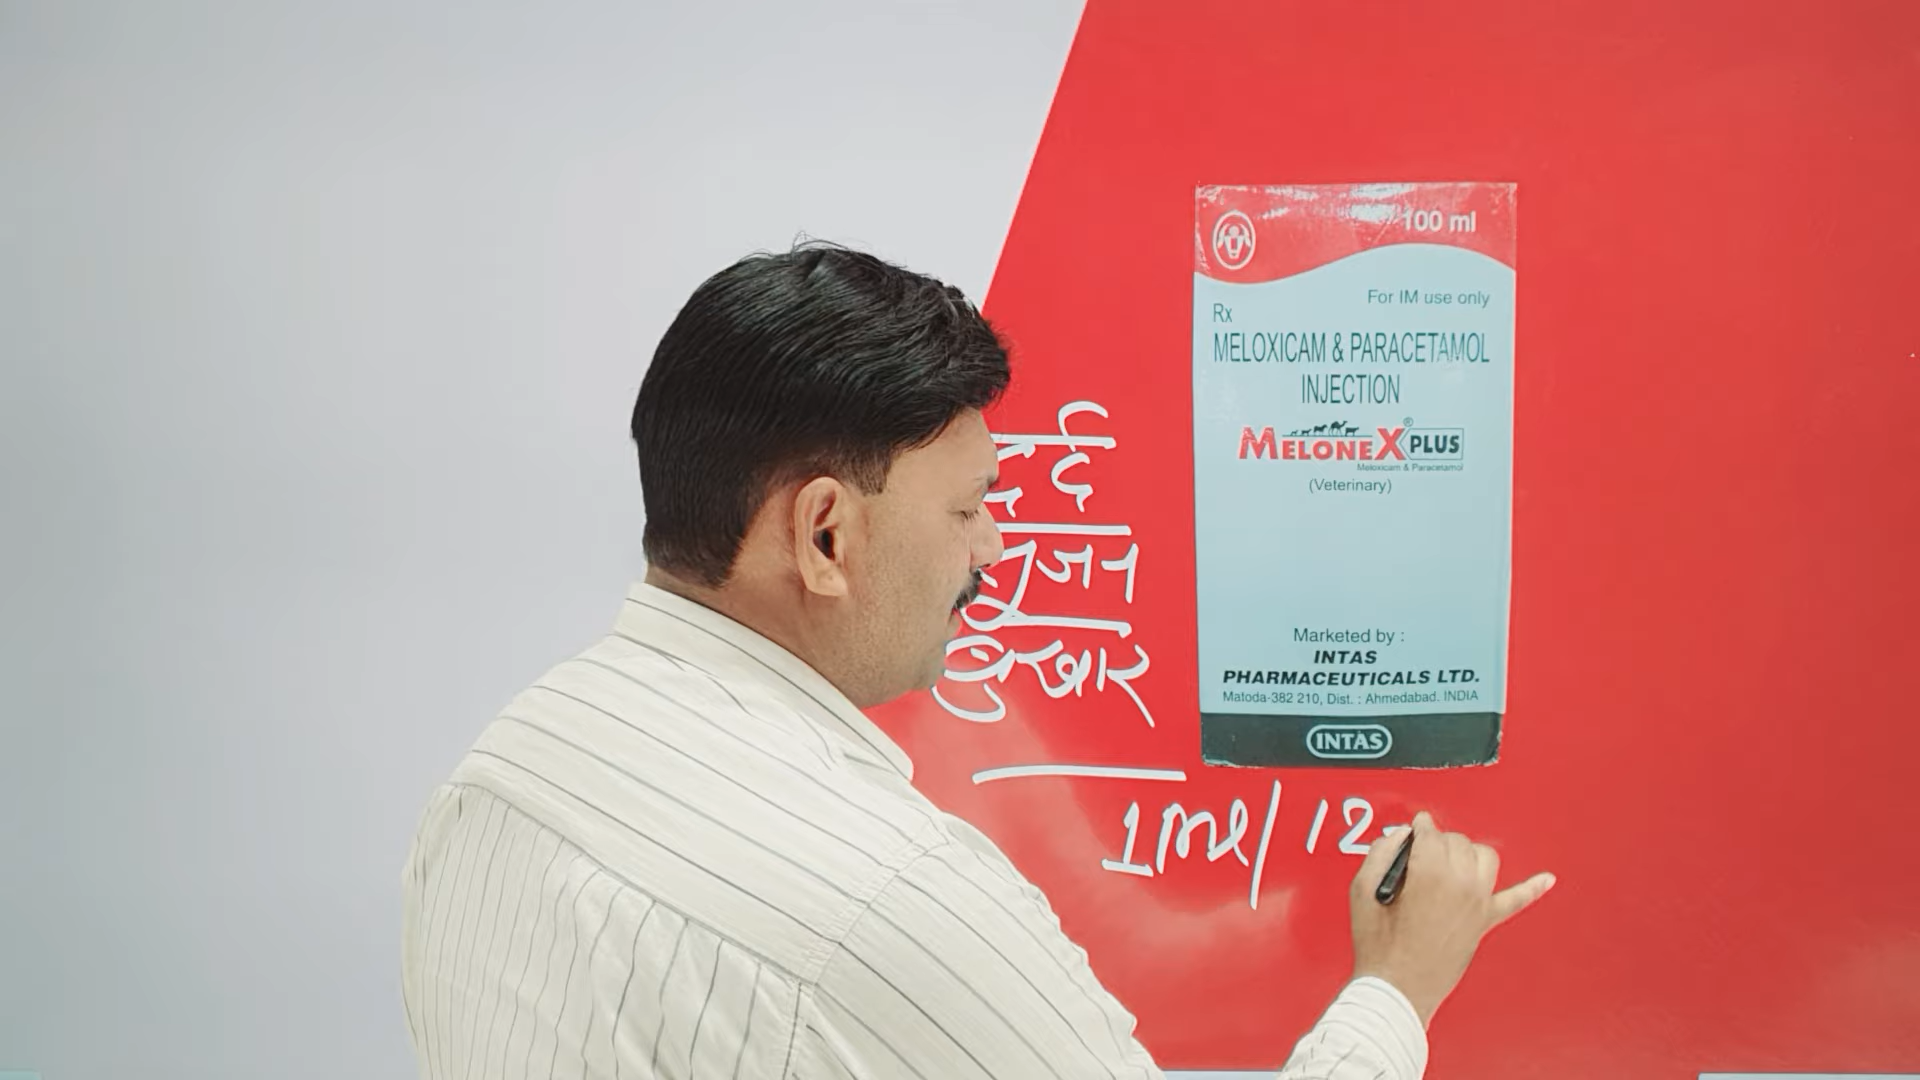 दर्द
सूजन
बुखार
1ml/12-
100 ml
For IM use only
Rx
MELOXICAM & PARACETAMOL
INJECTION
MELONEX® PLUS
Meloxicam & Paracetamol
(Veterinary)
Marketed by :
INTAS
PHARMACEUTICALS LTD.
Matoda-382 210, Dist. : Ahmedabad. INDIA
INTAS